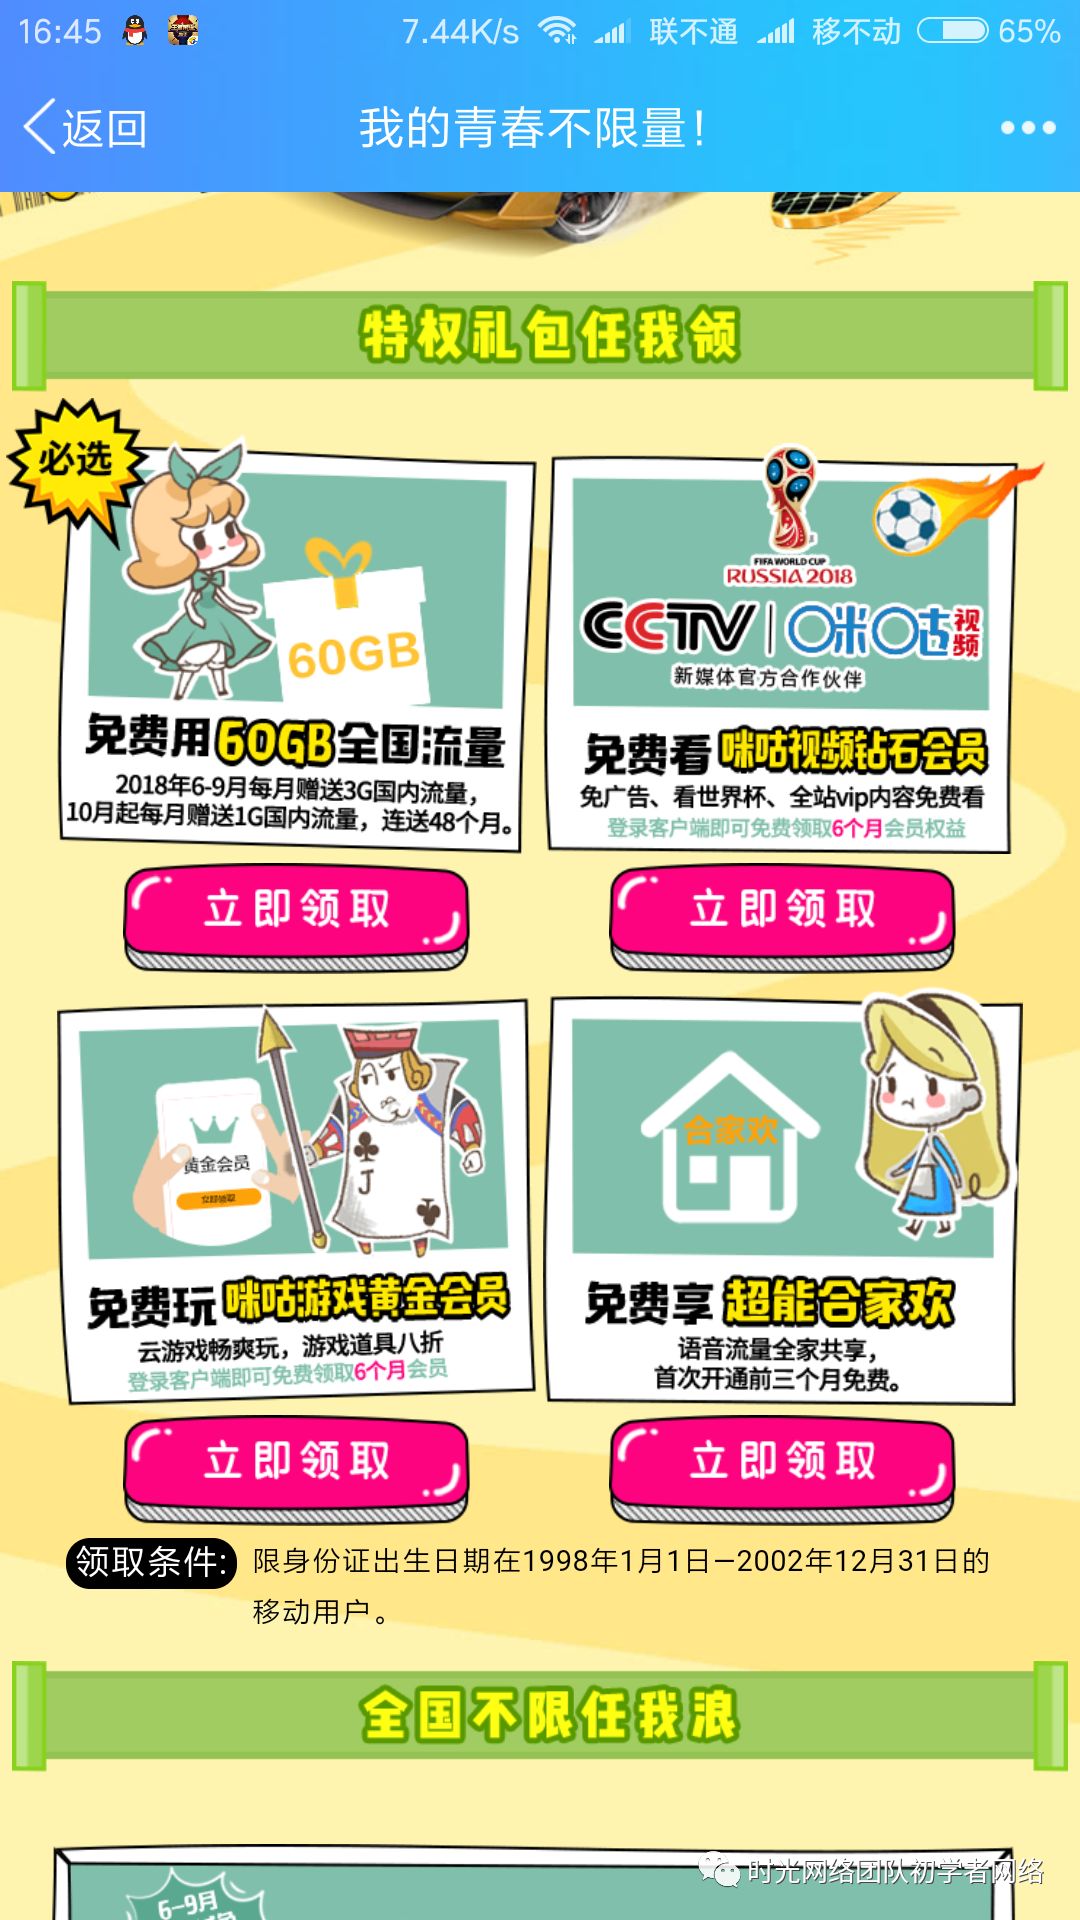 16:45
7.44K/s
联不通
移不动
65%
返回
我的青春不限量!
特权礼包任我领
必选
60GB
免费用60GB全国流量
2018年6-9月每月赠送3G国内流量，
10月起每月赠送1G国内流量，连送48个月。
立即领取
FIFA WORLD CUP
RUSSIA 2018
CCTV 咪咕视频
新媒体官方合作伙伴
免费看咪咕视频钻石会员
免广告、看世界杯、全站vip内容免费看
登录客户端即可免费领取6个月会员权益
立即领取
黄金会员
立即领取
J
免费玩咪咕游戏黄金会员
云游戏畅爽玩，游戏道具八折
登录客户端即可免费领取6个月会员
立即领取
合家欢
免费享超能合家欢
语音流量全家共享，
首次开通前三个月免费。
立即领取
领取条件:
限身份证出生日期在1998年1月1日—2002年12月31日的
移动用户。
全国不限任我浪
6-9月
时光网络团队初学者网络